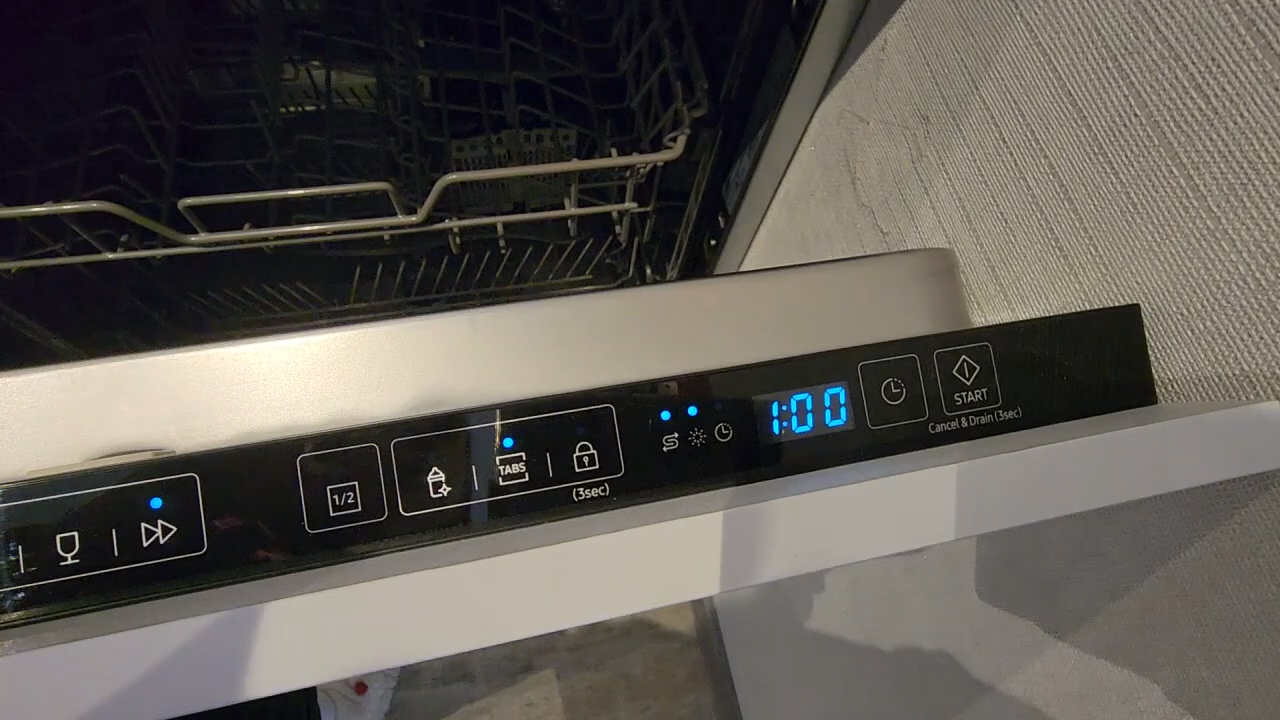 1/2
TABS
(3sec)
1:00
START
Cancel & Drain (3sec)